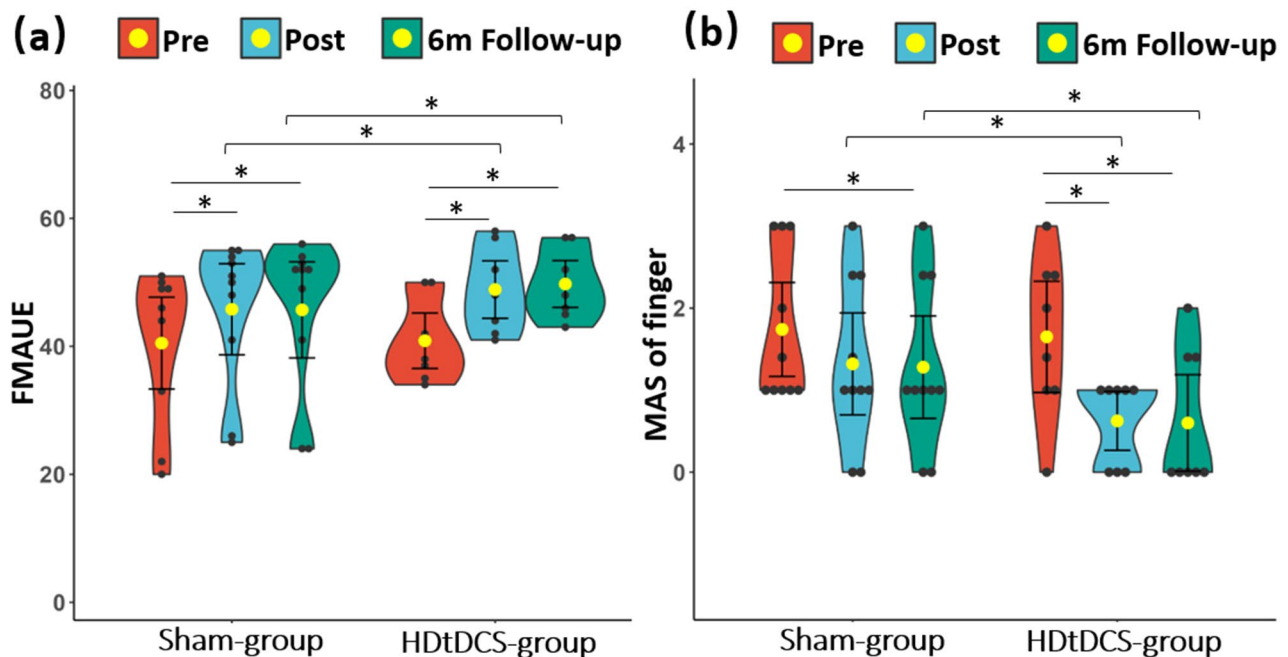 (a) Pre Post 6m Follow-up
80
60
40
20
0
FMAUE
* * * * * *
Sham-group HDtDCS-group
(b) Pre Post 6m Follow-up
4
2
0
MAS of finger
* * * * *
Sham-group HDtDCS-group